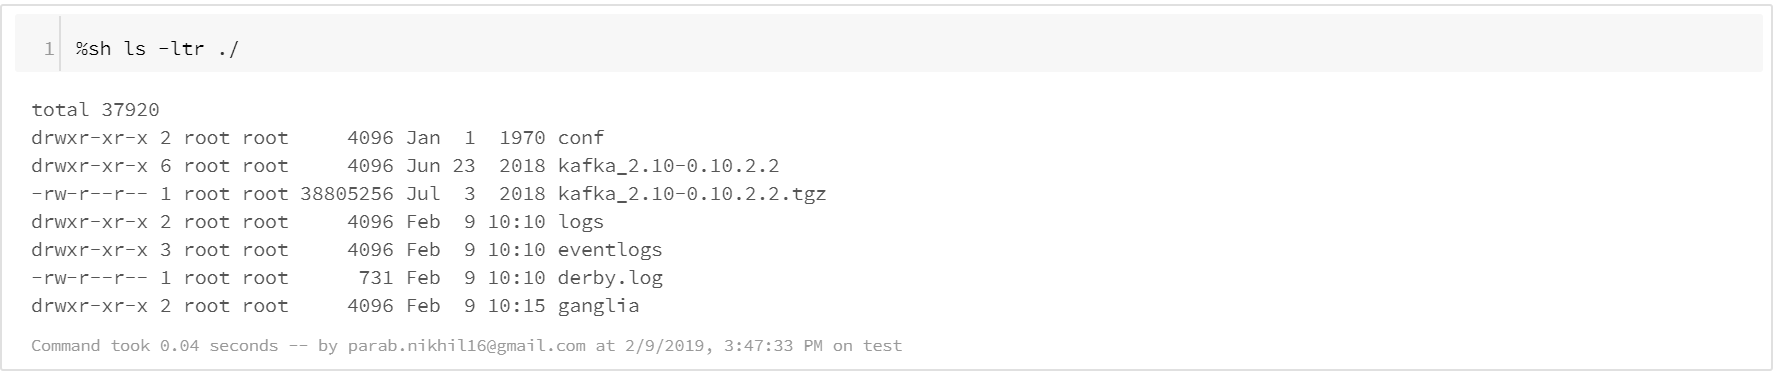 1 %sh ls -ltr ./
total 37920
drwxr-xr-x 2 root root     4096 Jan  1  1970 conf
drwxr-xr-x 6 root root     4096 Jun 23  2018 kafka_2.10-0.10.2.2
-rw-r--r-- 1 root root 38805256 Jul  3  2018 kafka_2.10-0.10.2.2.tgz
drwxr-xr-x 2 root root     4096 Feb  9 10:10 logs
drwxr-xr-x 3 root root     4096 Feb  9 10:10 eventlogs
-rw-r--r-- 1 root root      731 Feb  9 10:10 derby.log
drwxr-xr-x 2 root root     4096 Feb  9 10:15 ganglia
Command took 0.04 seconds -- by parab.nikhil16@gmail.com at 2/9/2019, 3:47:33 PM on test